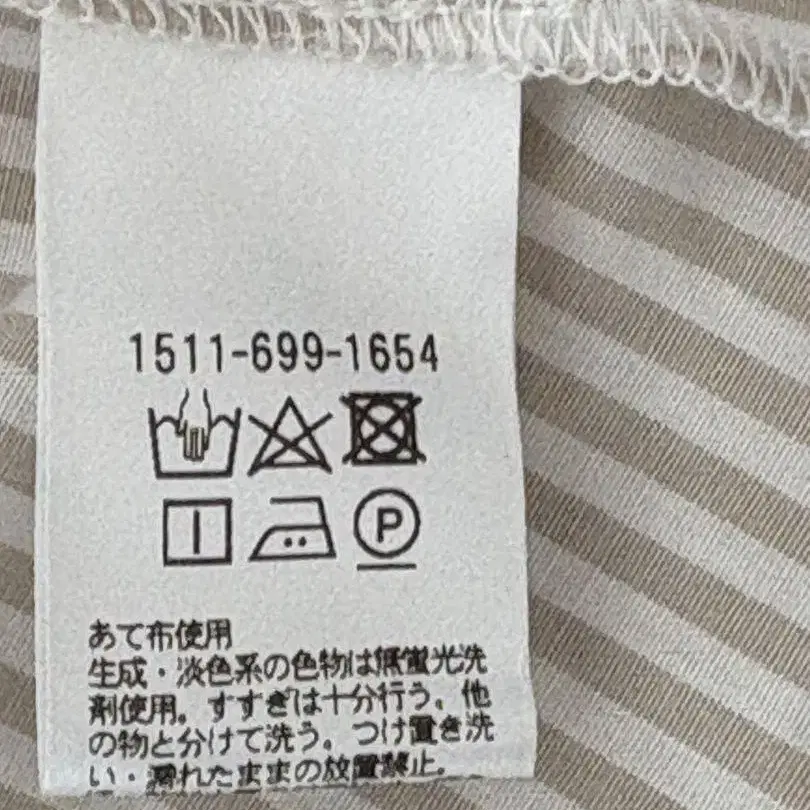 1511-699-1654
P
あて布使用
生成・淡色系の色物は無蛍光洗
剤使用。すすぎは十分行う。他
の物と分けて洗う。つけ置き洗
い・濡れたままの放置禁止。